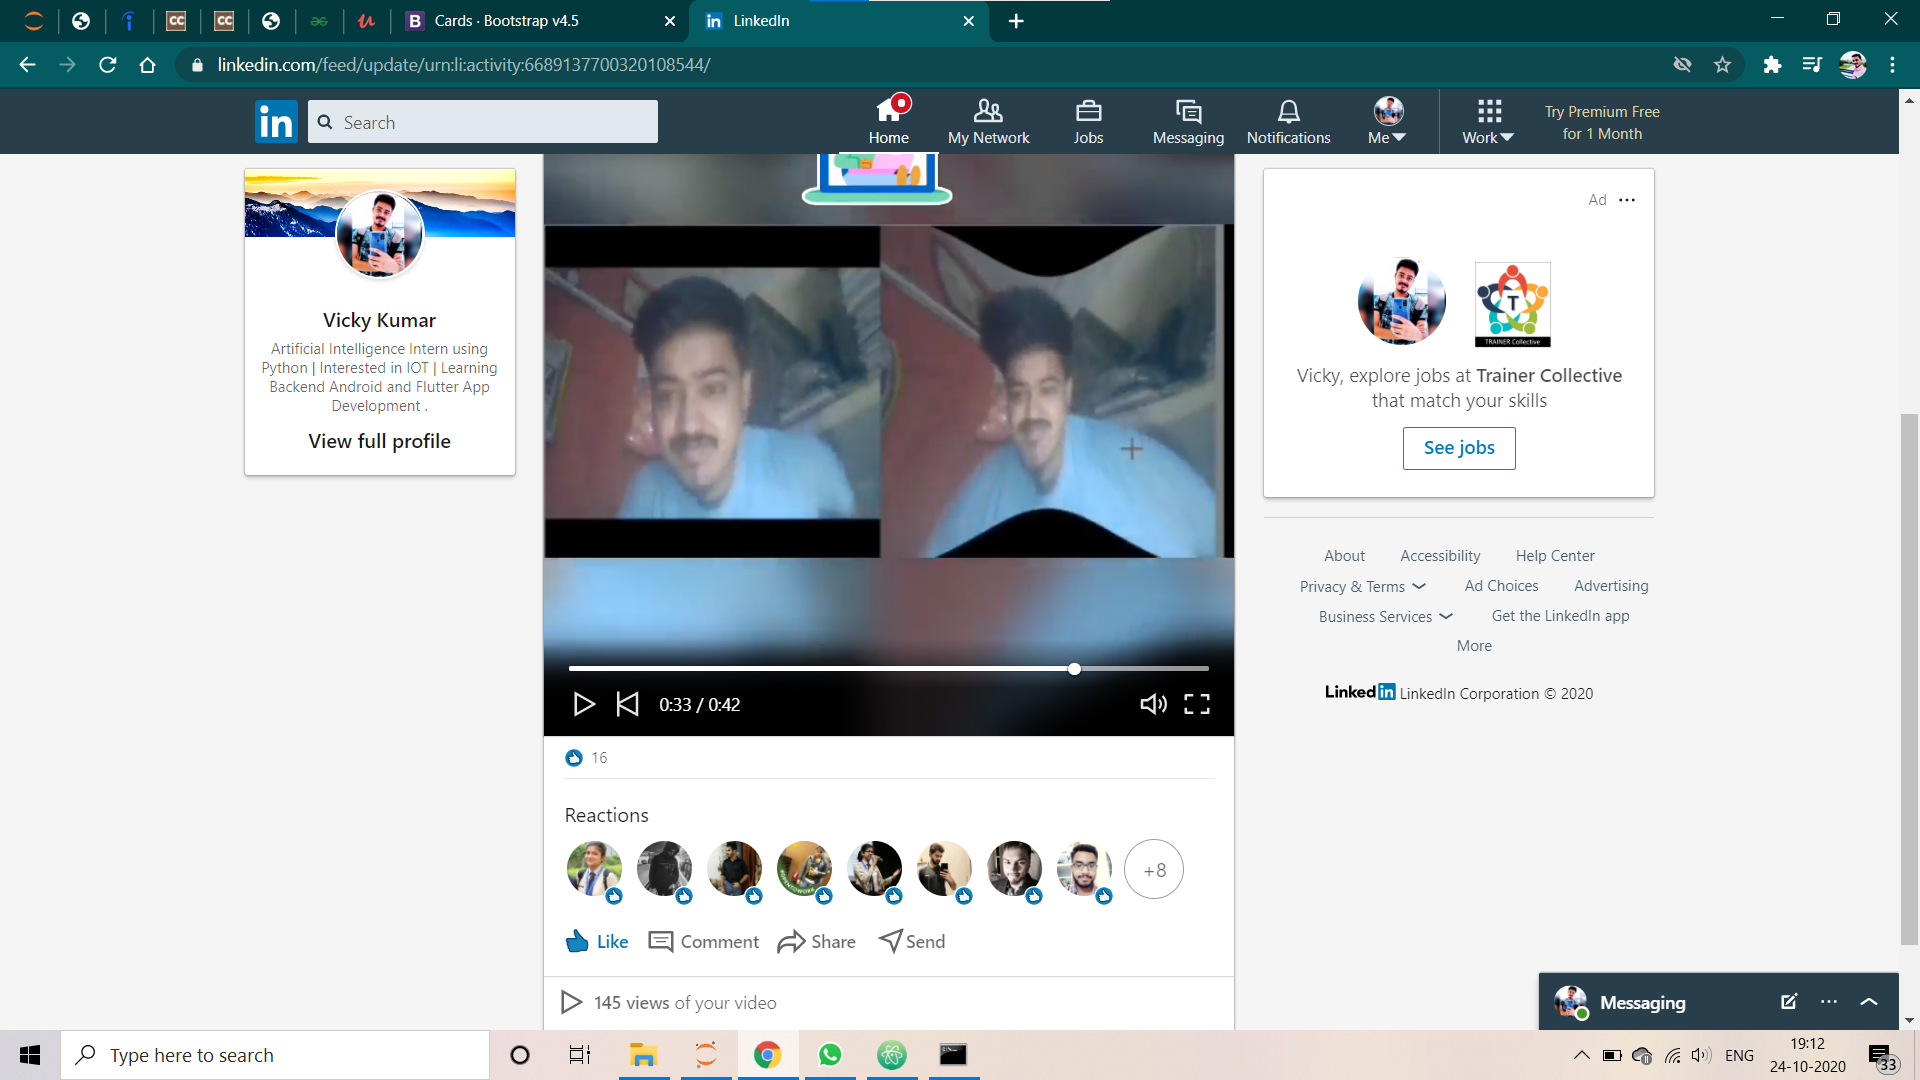 Cards · Bootstrap v4.5
LinkedIn
linkedin.com/feed/update/urn:li:activity:6689137700320108544/
in
Search
Home
My Network
Jobs
Messaging
Notifications
Me
Work
Try Premium Free
for 1 Month
Vicky Kumar
Artificial Intelligence Intern using
Python | Interested in IOT | Learning
Backend Android and Flutter App
Development .
View full profile
0:33 / 0:42
16
Reactions
+8
Like
Comment
Share
Send
145 views of your video
Ad
T
TRAINER Collective
Vicky, explore jobs at Trainer Collective
that match your skills
See jobs
About Accessibility Help Center
Privacy & Terms Ad Choices Advertising
Business Services Get the LinkedIn app
More
LinkedIn LinkedIn Corporation © 2020
Messaging
Type here to search
ENG
19:12
24-10-2020
33